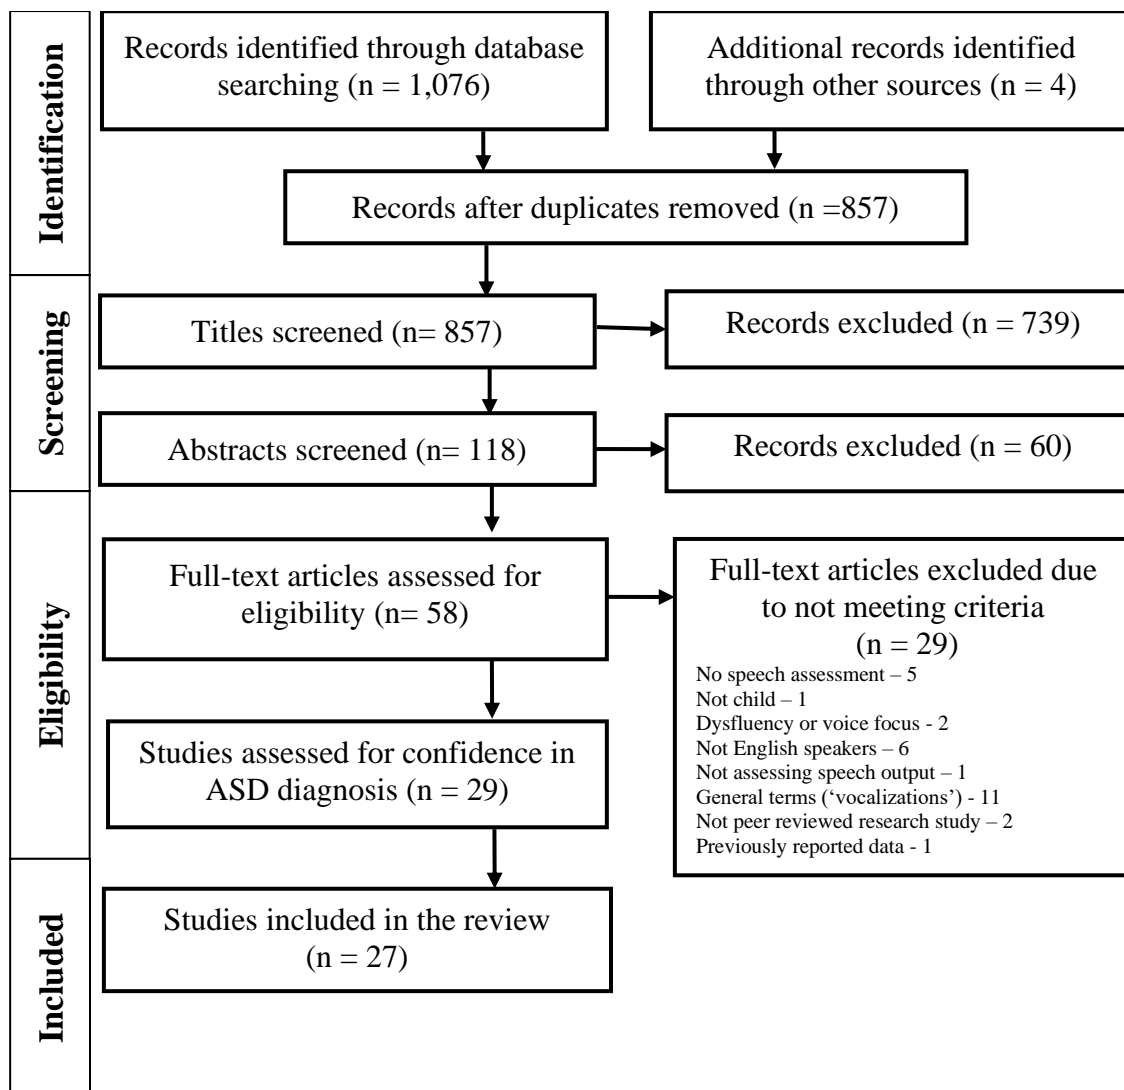 Identification
Records identified through database
searching (n = 1,076)
Additional records identified
through other sources (n = 4)
Records after duplicates removed (n =857)
Screening
Titles screened (n= 857)
Records excluded (n = 739)
Abstracts screened (n= 118)
Records excluded (n = 60)
Eligibility
Full-text articles assessed for
eligibility (n= 58)
Full-text articles excluded due
to not meeting criteria
(n = 29)
No speech assessment – 5
Not child – 1
Dysfluency or voice focus - 2
Not English speakers – 6
Not assessing speech output – 1
General terms (‘vocalizations’) - 11
Not peer reviewed research study – 2
Previously reported data - 1
Studies assessed for confidence in
ASD diagnosis (n = 29)
Included
Studies included in the review
(n = 27)